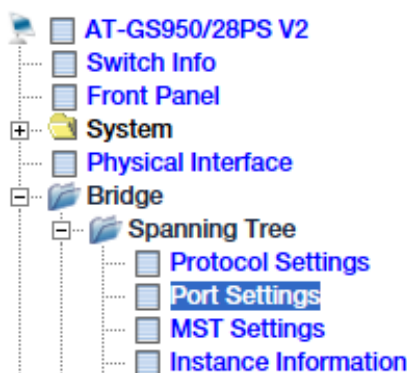 AT-GS950/28PS V2
Switch Info
Front Panel
System
Physical Interface
Bridge
Spanning Tree
Protocol Settings
Port Settings
MST Settings
Instance Information